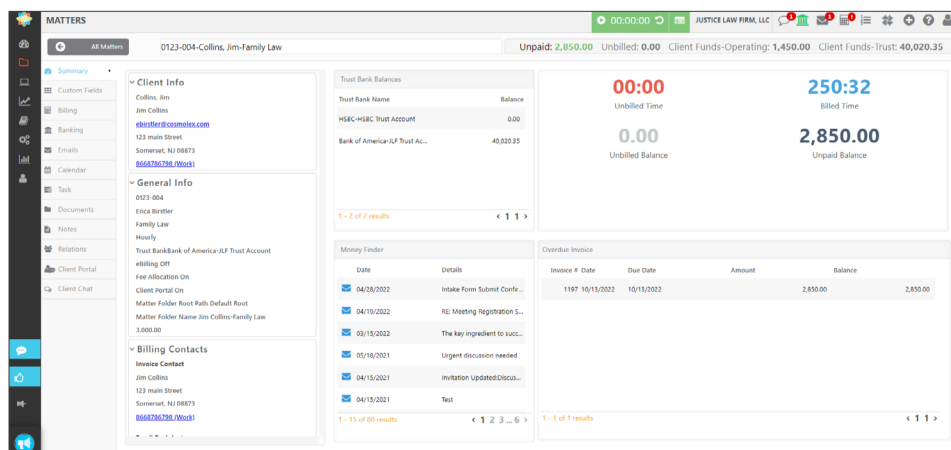 MATTERS
00:00:00
JUSTICE LAW FIRM, LLC
All Matters
0123-004-Collins, Jim-Family Law
Unpaid: 2,850.00 Unbilled: 0.00 Client Funds-Operating: 1,450.00 Client Funds-Trust: 40,020.35
Summary
Custom Fields
Billing
Banking
Emails
Calendar
Task
Documents
Notes
Relations
Client Portal
Client Chat
Client Info
Collins, Jim
Jim Collins
ebirstler@cosmolex.com
123 main Street
Somerset, NJ 08873
8668786798 (Work)
General Info
0123-004
Erica Birstler
Family Law
Hourly
Trust BankBank of America-JLF Trust Account
eBilling Off
Fee Allocation On
Client Portal On
Matter Folder Root Path Default Root
Matter Folder Name Jim Collins-Family Law
3,000.00
Billing Contacts
Invoice Contact
Jim Collins
123 main Street
Somerset, NJ 08873
8668786798 (Work)
Trust Bank Balances
Trust Bank Name Balance
HSBC-HSBC Trust Account 0.00
Bank of America-JLF Trust Ac... 40,020.35
1 - 2 of 2 results
‹ 1 1 ›
00:00
Unbilled Time
250:32
Billed Time
0.00
Unbilled Balance
2,850.00
Unpaid Balance
Money Finder
Date Details
04/28/2022 Intake Form Submit Confir...
04/19/2022 RE: Meeting Registration S...
03/15/2022 The key ingredient to succ...
05/18/2021 Urgent discussion needed
04/15/2021 Invitation Updated:Discus...
04/15/2021 Test
1 - 15 of 80 results
‹ 1 2 3 ... 6 ›
Overdue Invoice
Invoice # Date Due Date Amount Balance
1197 10/13/2022 10/13/2022 2,850.00 2,850.00
1 - 1 of 1 results
‹ 1 1 ›